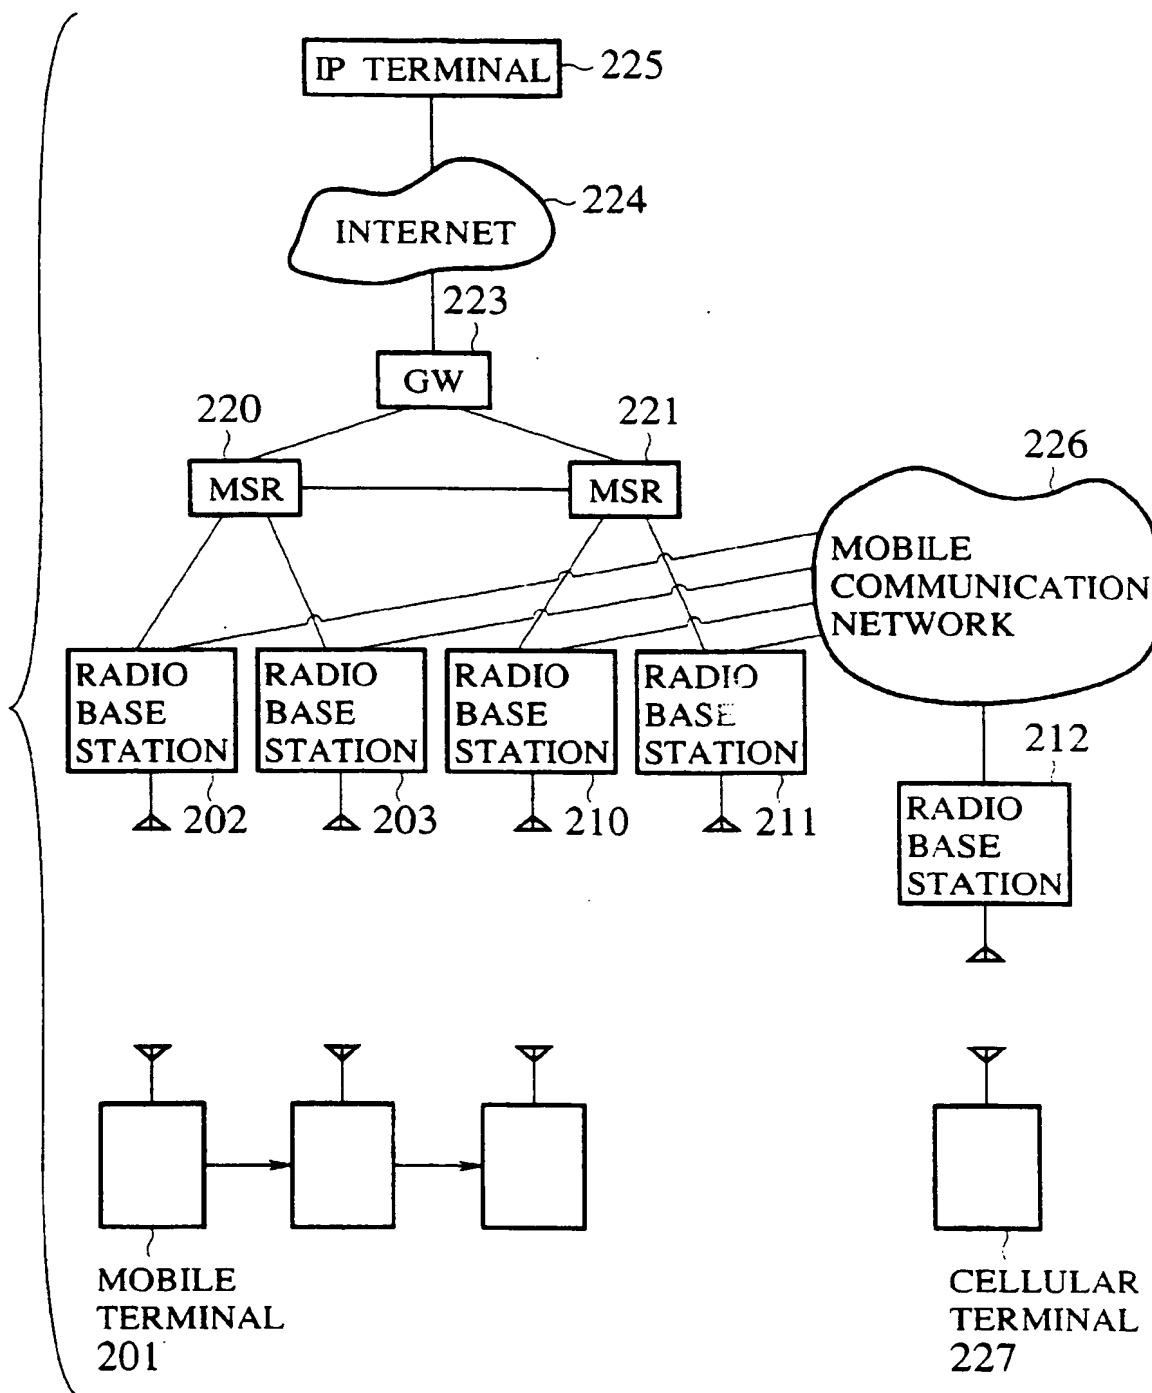 IP TERMINAL
225
INTERNET
224
223
GW
220
221
MSR
MSR
226
MOBILE
COMMUNICATION
NETWORK
RADIO
BASE
STATION
202
RADIO
BASE
STATION
203
RADIO
BASE
STATION
210
RADIO
BASE
STATION
211
212
RADIO
BASE
STATION
MOBILE
TERMINAL
201
CELLULAR
TERMINAL
227